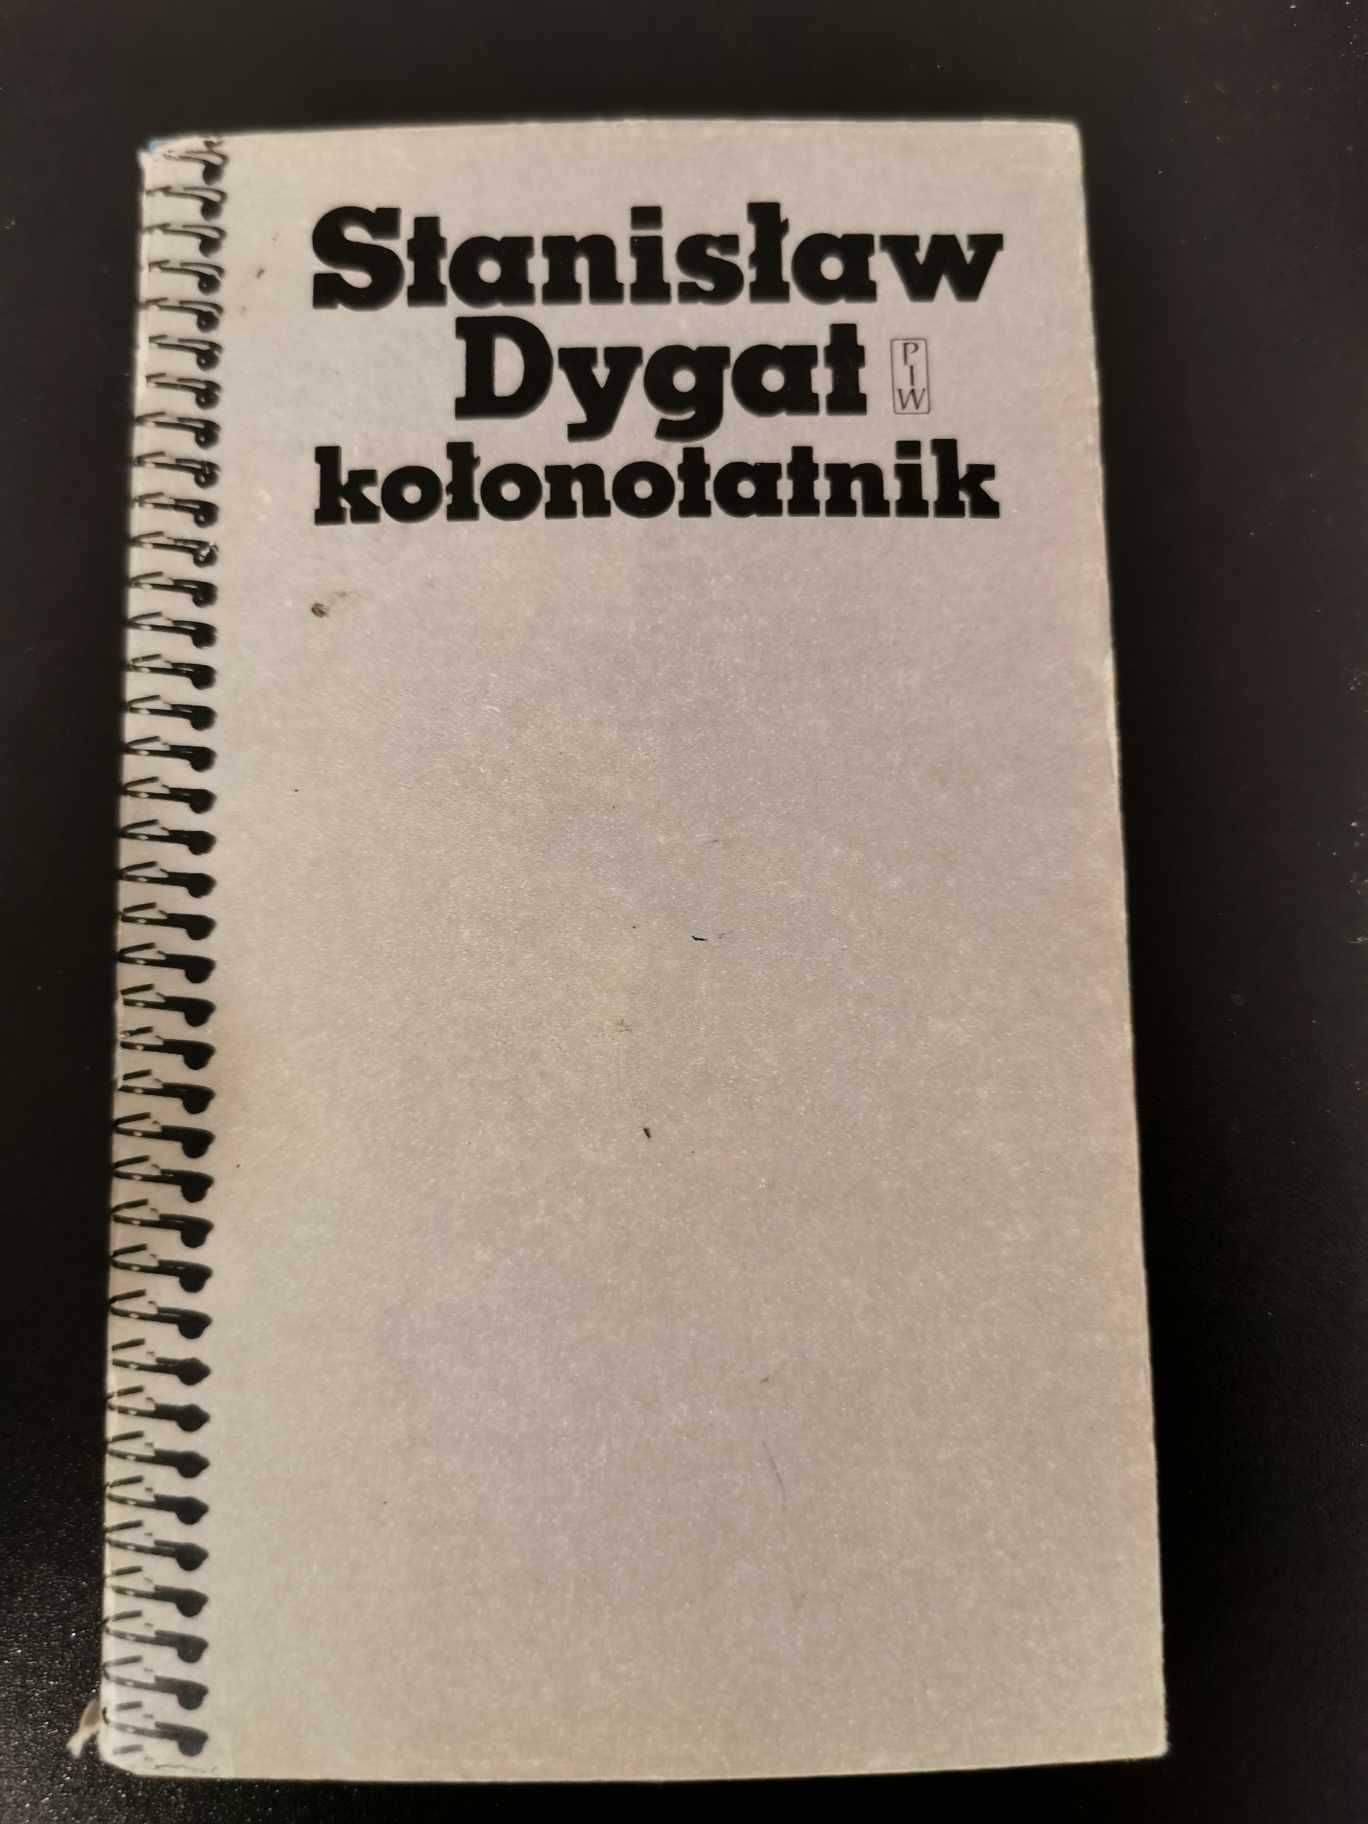 Stanisław
Dygat
PIW
kołonotatnik